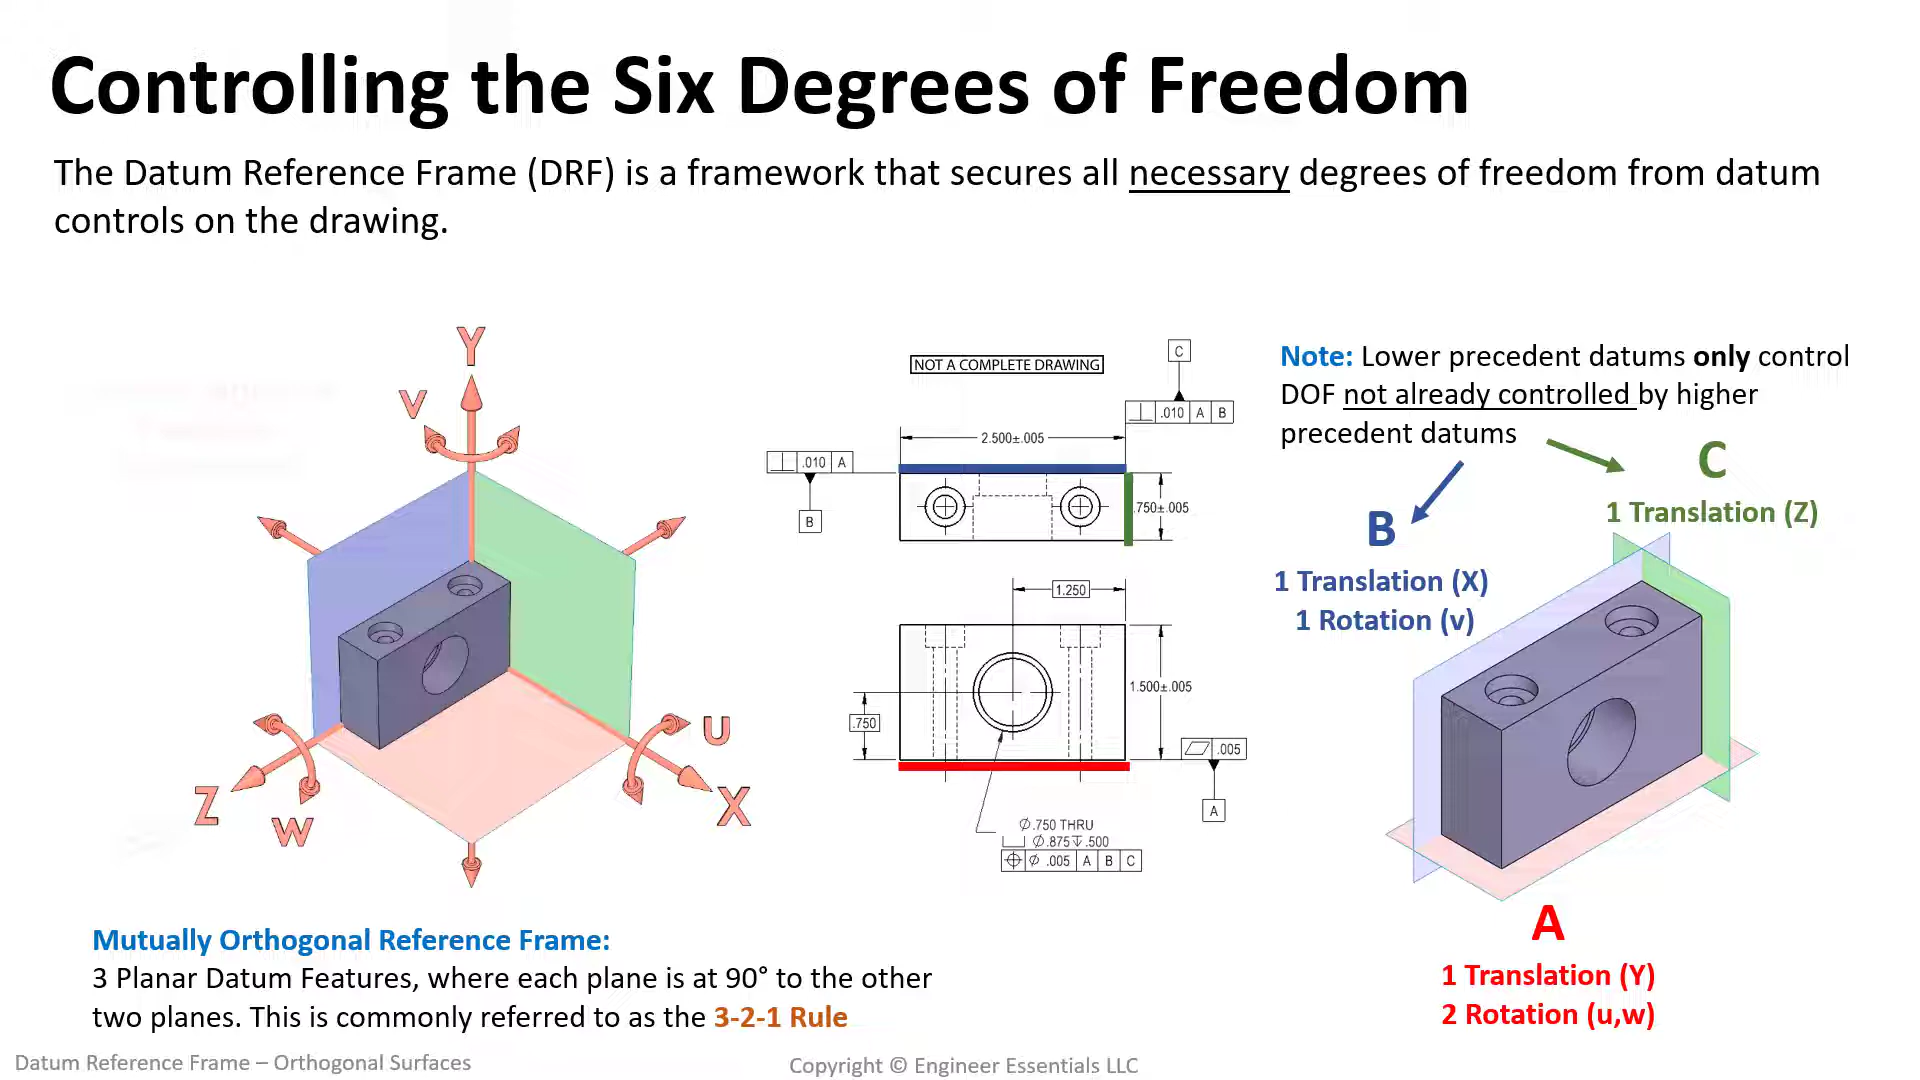 Controlling the Six Degrees of Freedom
The Datum Reference Frame (DRF) is a framework that secures all necessary degrees of freedom from datum
controls on the drawing.
Y
V
Z
W
U
X
NOT A COMPLETE DRAWING
C
⊥ .010 A B
2.500±.005
⊥ .010 A
B
.750±.005
1.250
1.500±.005
.750
⏥ .005
A
Ø.750 THRU
⌴ Ø.875↧.500
⌖ Ø .005 A B C
Note: Lower precedent datums only control
DOF not already controlled by higher
precedent datums
C
1 Translation (Z)
B
1 Translation (X)
1 Rotation (v)
A
1 Translation (Y)
2 Rotation (u,w)
Mutually Orthogonal Reference Frame:
3 Planar Datum Features, where each plane is at 90° to the other
two planes. This is commonly referred to as the 3-2-1 Rule
Datum Reference Frame – Orthogonal Surfaces
Copyright © Engineer Essentials LLC